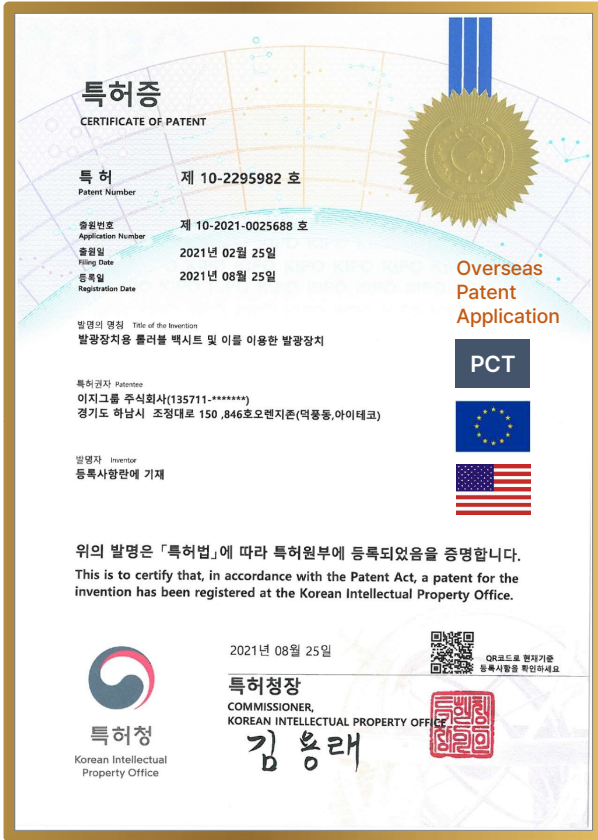 특허증
CERTIFICATE OF PATENT
특 허 제 10-2295982 호
Patent Number
출원번호 제 10-2021-0025688 호
Application Number
출원일 2021년 02월 25일
Filing Date
등록일 2021년 08월 25일
Registration Date
Overseas
Patent
Application
PCT
발명의 명칭 Title of the Invention
발광장치용 롤러블 백시트 및 이를 이용한 발광장치
특허권자 Patentee
이지그룹 주식회사(135711-*******)
경기도 하남시 조정대로 150 ,846호오렌지존(덕풍동,아이테코)
발명자 Inventor
등록사항란에 기재
위의 발명은 「특허법」에 따라 특허원부에 등록되었음을 증명합니다.
This is to certify that, in accordance with the Patent Act, a patent for the
invention has been registered at the Korean Intellectual Property Office.
2021년 08월 25일
QR코드로 현재기준
등록사항을 확인하세요
특허청장
COMMISSIONER,
KOREAN INTELLECTUAL PROPERTY OFFICE
김용래
특허청
Korean Intellectual
Property Office